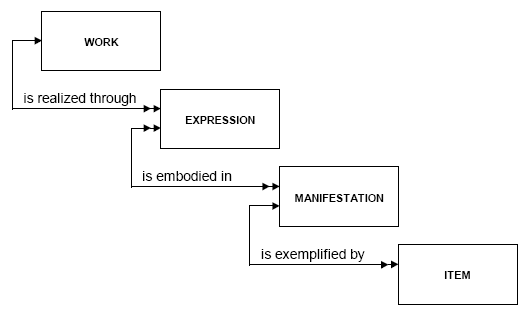 WORK
is realized through
EXPRESSION
is embodied in
MANIFESTATION
is exemplified by
ITEM